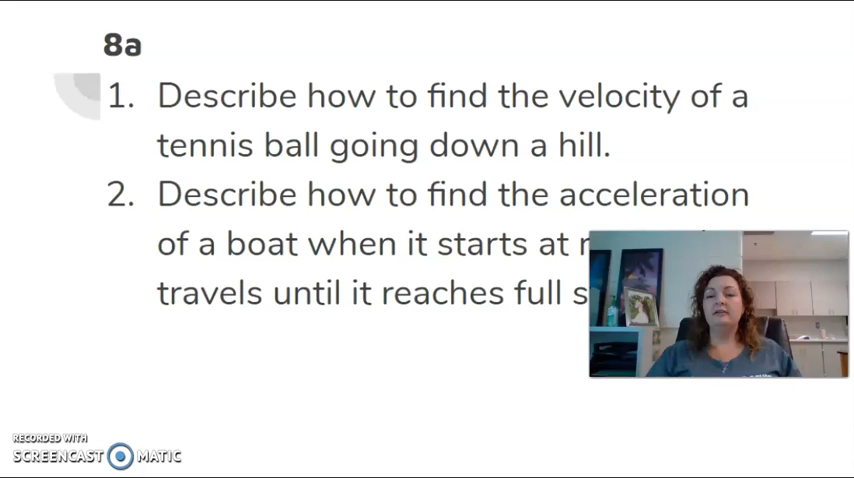 8a
1. Describe how to find the velocity of a
tennis ball going down a hill.
2. Describe how to find the acceleration
of a boat when it starts at
travels until it reaches full
RECORDED WITH
SCREENCAST MATIC